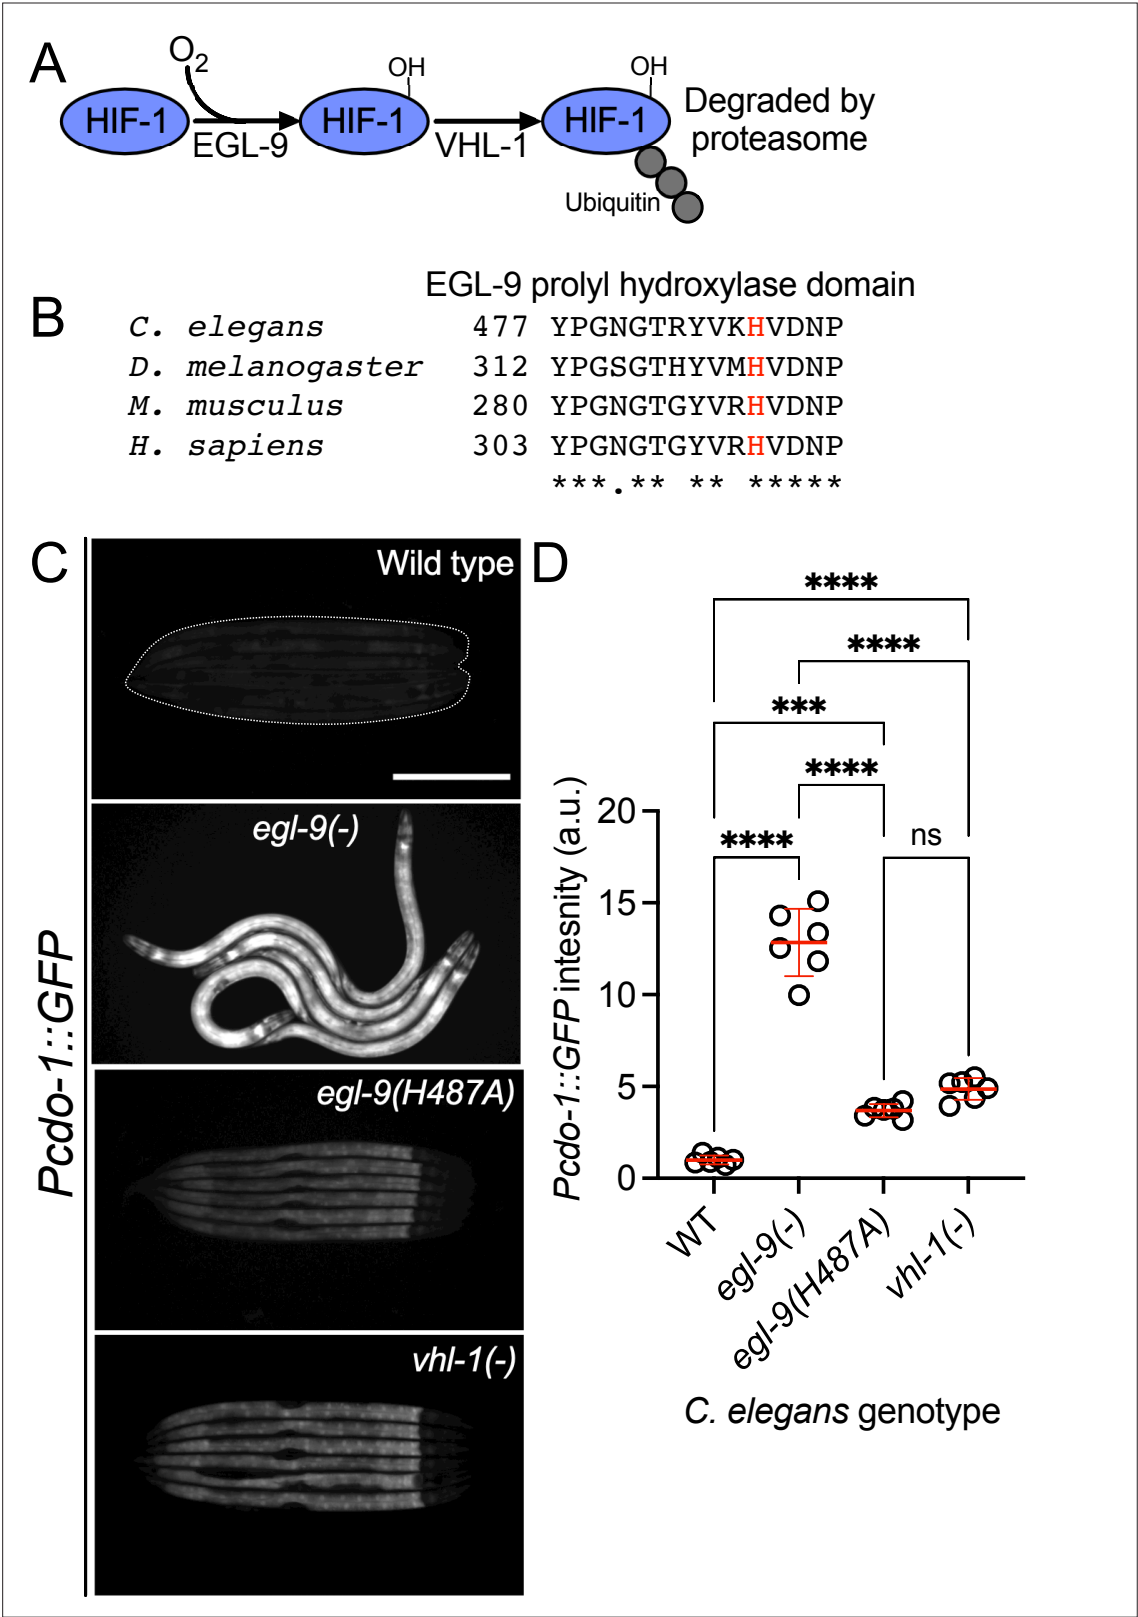 A
O2
OH
OH
HIF-1
HIF-1
HIF-1
EGL-9
VHL-1
Degraded by
proteasome
Ubiquitin
B
EGL-9 prolyl hydroxylase domain
C. elegans 477 YPGNGTRYVKHVDNP
D. melanogaster 312 YPGSGTHYVMHVDNP
M. musculus 280 YPGNGTGYVRHVDNP
H. sapiens 303 YPGNGTGYVRHVDNP
***.** ** *****
C
Pcdo-1::GFP
Wild type
egl-9(-)
egl-9(H487A)
vhl-1(-)
D
****
****
***
****
****
ns
Pcdo-1::GFP intesnity (a.u.)
20
15
10
5
0
WT
egl-9(-)
egl-9(H487A)
vhl-1(-)
C. elegans genotype